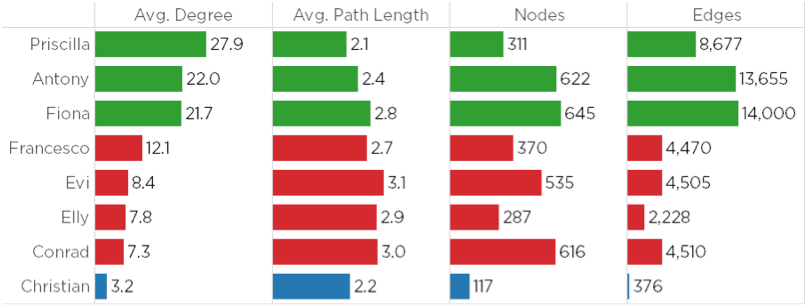 Avg. Degree Avg. Path Length Nodes Edges
Priscilla 27.9 2.1 311 8,677
Antony 22.0 2.4 622 13,655
Fiona 21.7 2.8 645 14,000
Francesco 12.1 2.7 370 4,470
Evi 8.4 3.1 535 4,505
Elly 7.8 2.9 287 2,228
Conrad 7.3 3.0 616 4,510
Christian 3.2 2.2 117 376